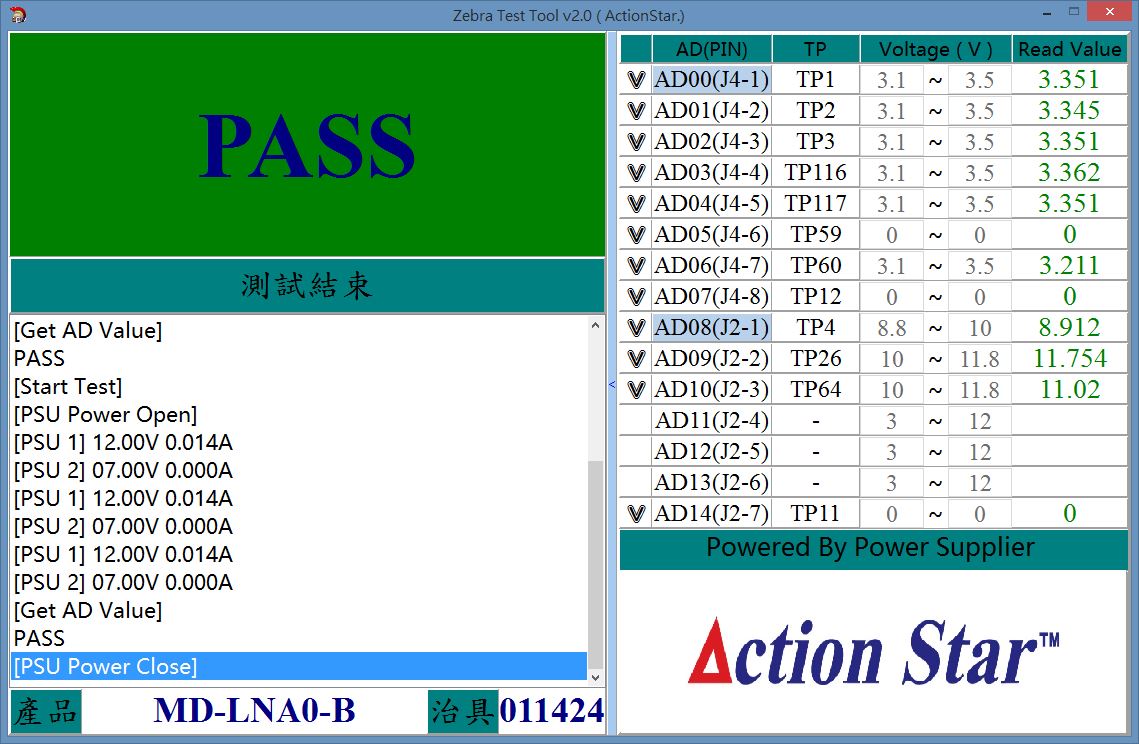 Zebra Test Tool v2.0 ( ActionStar.)
PASS
測試結束
[Get AD Value]
PASS
[Start Test]
[PSU Power Open]
[PSU 1] 12.00V 0.014A
[PSU 2] 07.00V 0.000A
[PSU 1] 12.00V 0.014A
[PSU 2] 07.00V 0.000A
[PSU 1] 12.00V 0.014A
[PSU 2] 07.00V 0.000A
[Get AD Value]
PASS
[PSU Power Close]
產品 MD-LNA0-B 治具 011424
AD(PIN) TP Voltage ( V ) Read Value
V AD00(J4-1) TP1 3.1 ~ 3.5 3.351
V AD01(J4-2) TP2 3.1 ~ 3.5 3.345
V AD02(J4-3) TP3 3.1 ~ 3.5 3.351
V AD03(J4-4) TP116 3.1 ~ 3.5 3.362
V AD04(J4-5) TP117 3.1 ~ 3.5 3.351
V AD05(J4-6) TP59 0 ~ 0 0
V AD06(J4-7) TP60 3.1 ~ 3.5 3.211
V AD07(J4-8) TP12 0 ~ 0 0
V AD08(J2-1) TP4 8.8 ~ 10 8.912
V AD09(J2-2) TP26 10 ~ 11.8 11.754
V AD10(J2-3) TP64 10 ~ 11.8 11.02
AD11(J2-4) - 3 ~ 12
AD12(J2-5) - 3 ~ 12
AD13(J2-6) - 3 ~ 12
V AD14(J2-7) TP11 0 ~ 0 0
Powered By Power Supplier
Action Star™